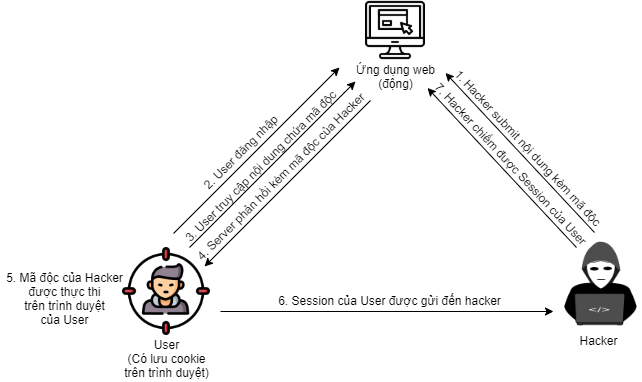 Ứng dụng web
(động)
1. Hacker submit nội dung kèm mã độc
7. Hacker chiếm được Session của User
2. User đăng nhập
3. User truy cập nội dung chứa mã độc
4. Server phản hồi kèm mã độc của Hacker
5. Mã độc của Hacker
được thực thi
trên trình duyệt
của User
6. Session của User được gửi đến hacker
User
(Có lưu cookie
trên trình duyệt)
Hacker